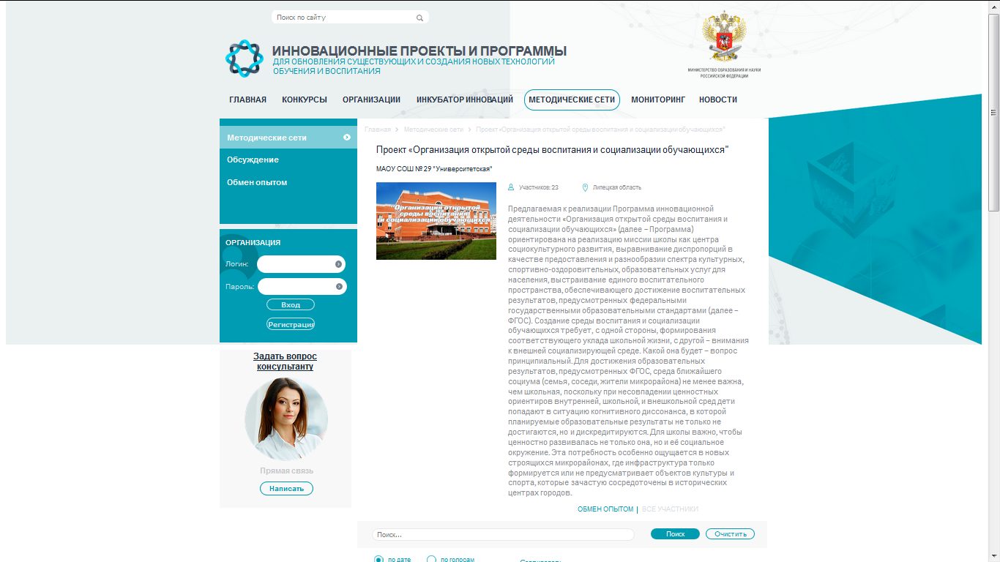 Поиск по сайту
ИННОВАЦИОННЫЕ ПРОЕКТЫ И ПРОГРАММЫ
ДЛЯ ОБНОВЛЕНИЯ СУЩЕСТВУЮЩИХ И СОЗДАНИЯ НОВЫХ ТЕХНОЛОГИЙ
ОБУЧЕНИЯ И ВОСПИТАНИЯ
МИНИСТЕРСТВО ОБРАЗОВАНИЯ И НАУКИ
РОССИЙСКОЙ ФЕДЕРАЦИИ
ГЛАВНАЯ КОНКУРСЫ ОРГАНИЗАЦИИ ИНКУБАТОР ИННОВАЦИЙ МЕТОДИЧЕСКИЕ СЕТИ МОНИТОРИНГ НОВОСТИ
Методические сети
Обсуждение
Обмен опытом
ОРГАНИЗАЦИЯ
Логин:
Пароль:
Вход
Регистрация
Задать вопрос
консультанту
Прямая связь
Написать
Главная > Методические сети > Проект «Организация открытой среды воспитания и социализации обучающихся"
Проект «Организация открытой среды воспитания и социализации обучающихся"
МАОУ СОШ № 29 "Университетская"
"Организация открытой
среды воспитания
и социализации обучающихся
Участников: 23 Липецкая область
Предлагаемая к реализации Программа инновационной
деятельности «Организация открытой среды воспитания и
социализации обучающихся» (далее – Программа)
ориентирована на реализацию миссии школы как центра
социокультурного развития, выравнивание диспропорций в
качестве предоставления и разнообразии спектра культурных,
спортивно-оздоровительных, образовательных услуг для
населения, выстраивание единого воспитательного
пространства, обеспечивающего достижение воспитательных
результатов, предусмотренных федеральными
государственными образовательными стандартами (далее –
ФГОС). Создание среды воспитания и социализации
обучающихся требует, с одной стороны, формирования
соответствующего уклада школьной жизни, с другой – внимания
к внешней социализирующей среде. Какой она будет – вопрос
принципиальный. Для достижения образовательных
результатов, предусмотренных ФГОС, среда ближайшего
социума (семья, соседи, жители микрорайона) не менее важна,
чем школьная, поскольку при несовпадении ценностных
ориентиров внутренней, школьной, и внешкольной сред дети
попадают в ситуацию когнитивного диссонанса, в которой
планируемые образовательные результаты не только не
достигаются, но и дискредитируются. Для школы важно, чтобы
ценностно развивалась не только она, но и её социальное
окружение. Эта потребность особенно ощущается в новых
строящихся микрорайонах, где инфраструктура только
формируется или не предусматривает объектов культуры и
спорта, которые зачастую сосредоточены в исторических
центрах городов.
ОБМЕН ОПЫТОМ | ВСЕ УЧАСТНИКИ
Поиск... Поиск Очистить
по дате по голосам